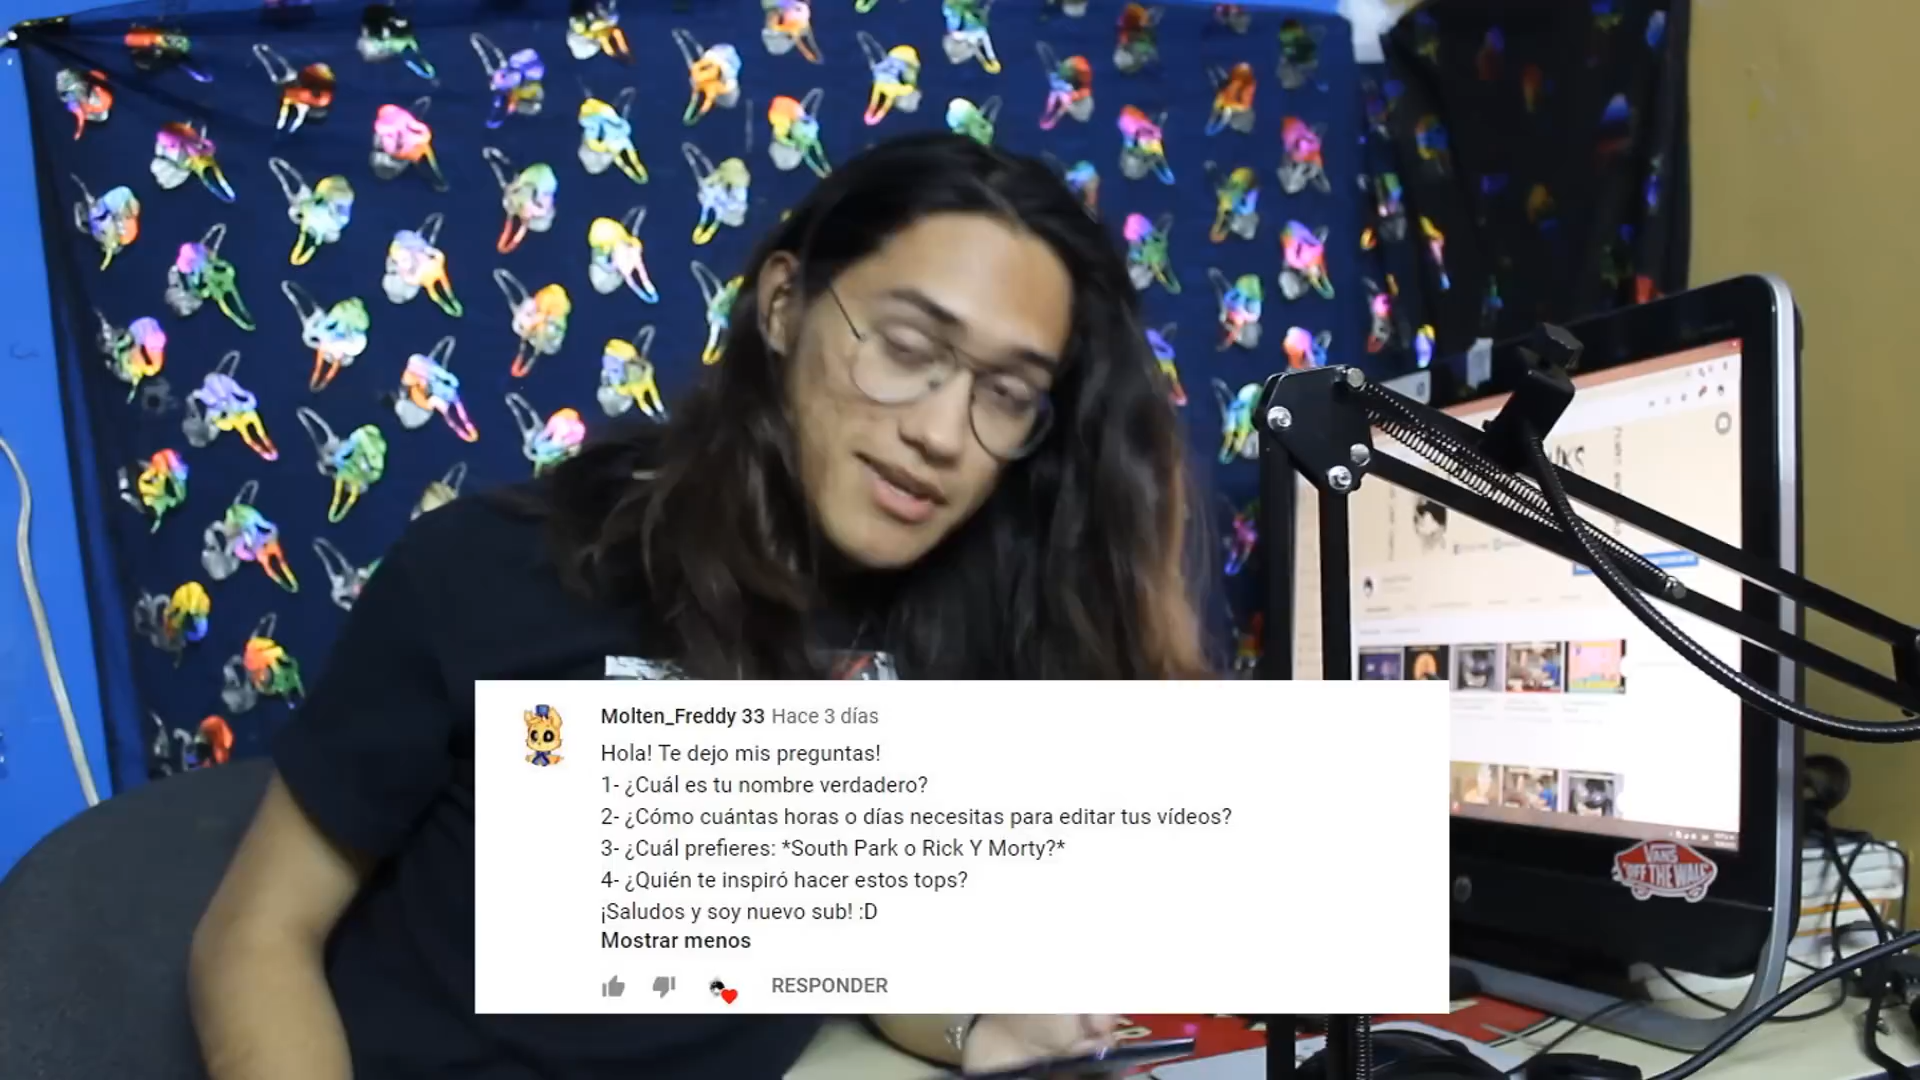 Molten_Freddy 33 Hace 3 días
Hola! Te dejo mis preguntas!
1- ¿Cuál es tu nombre verdadero?
2- ¿Cómo cuántas horas o días necesitas para editar tus vídeos?
3- ¿Cuál prefieres: *South Park o Rick Y Morty?*
4- ¿Quién te inspiró hacer estos tops?
¡Saludos y soy nuevo sub! :D
Mostrar menos
RESPONDER
VANS
"OFF THE WALL"